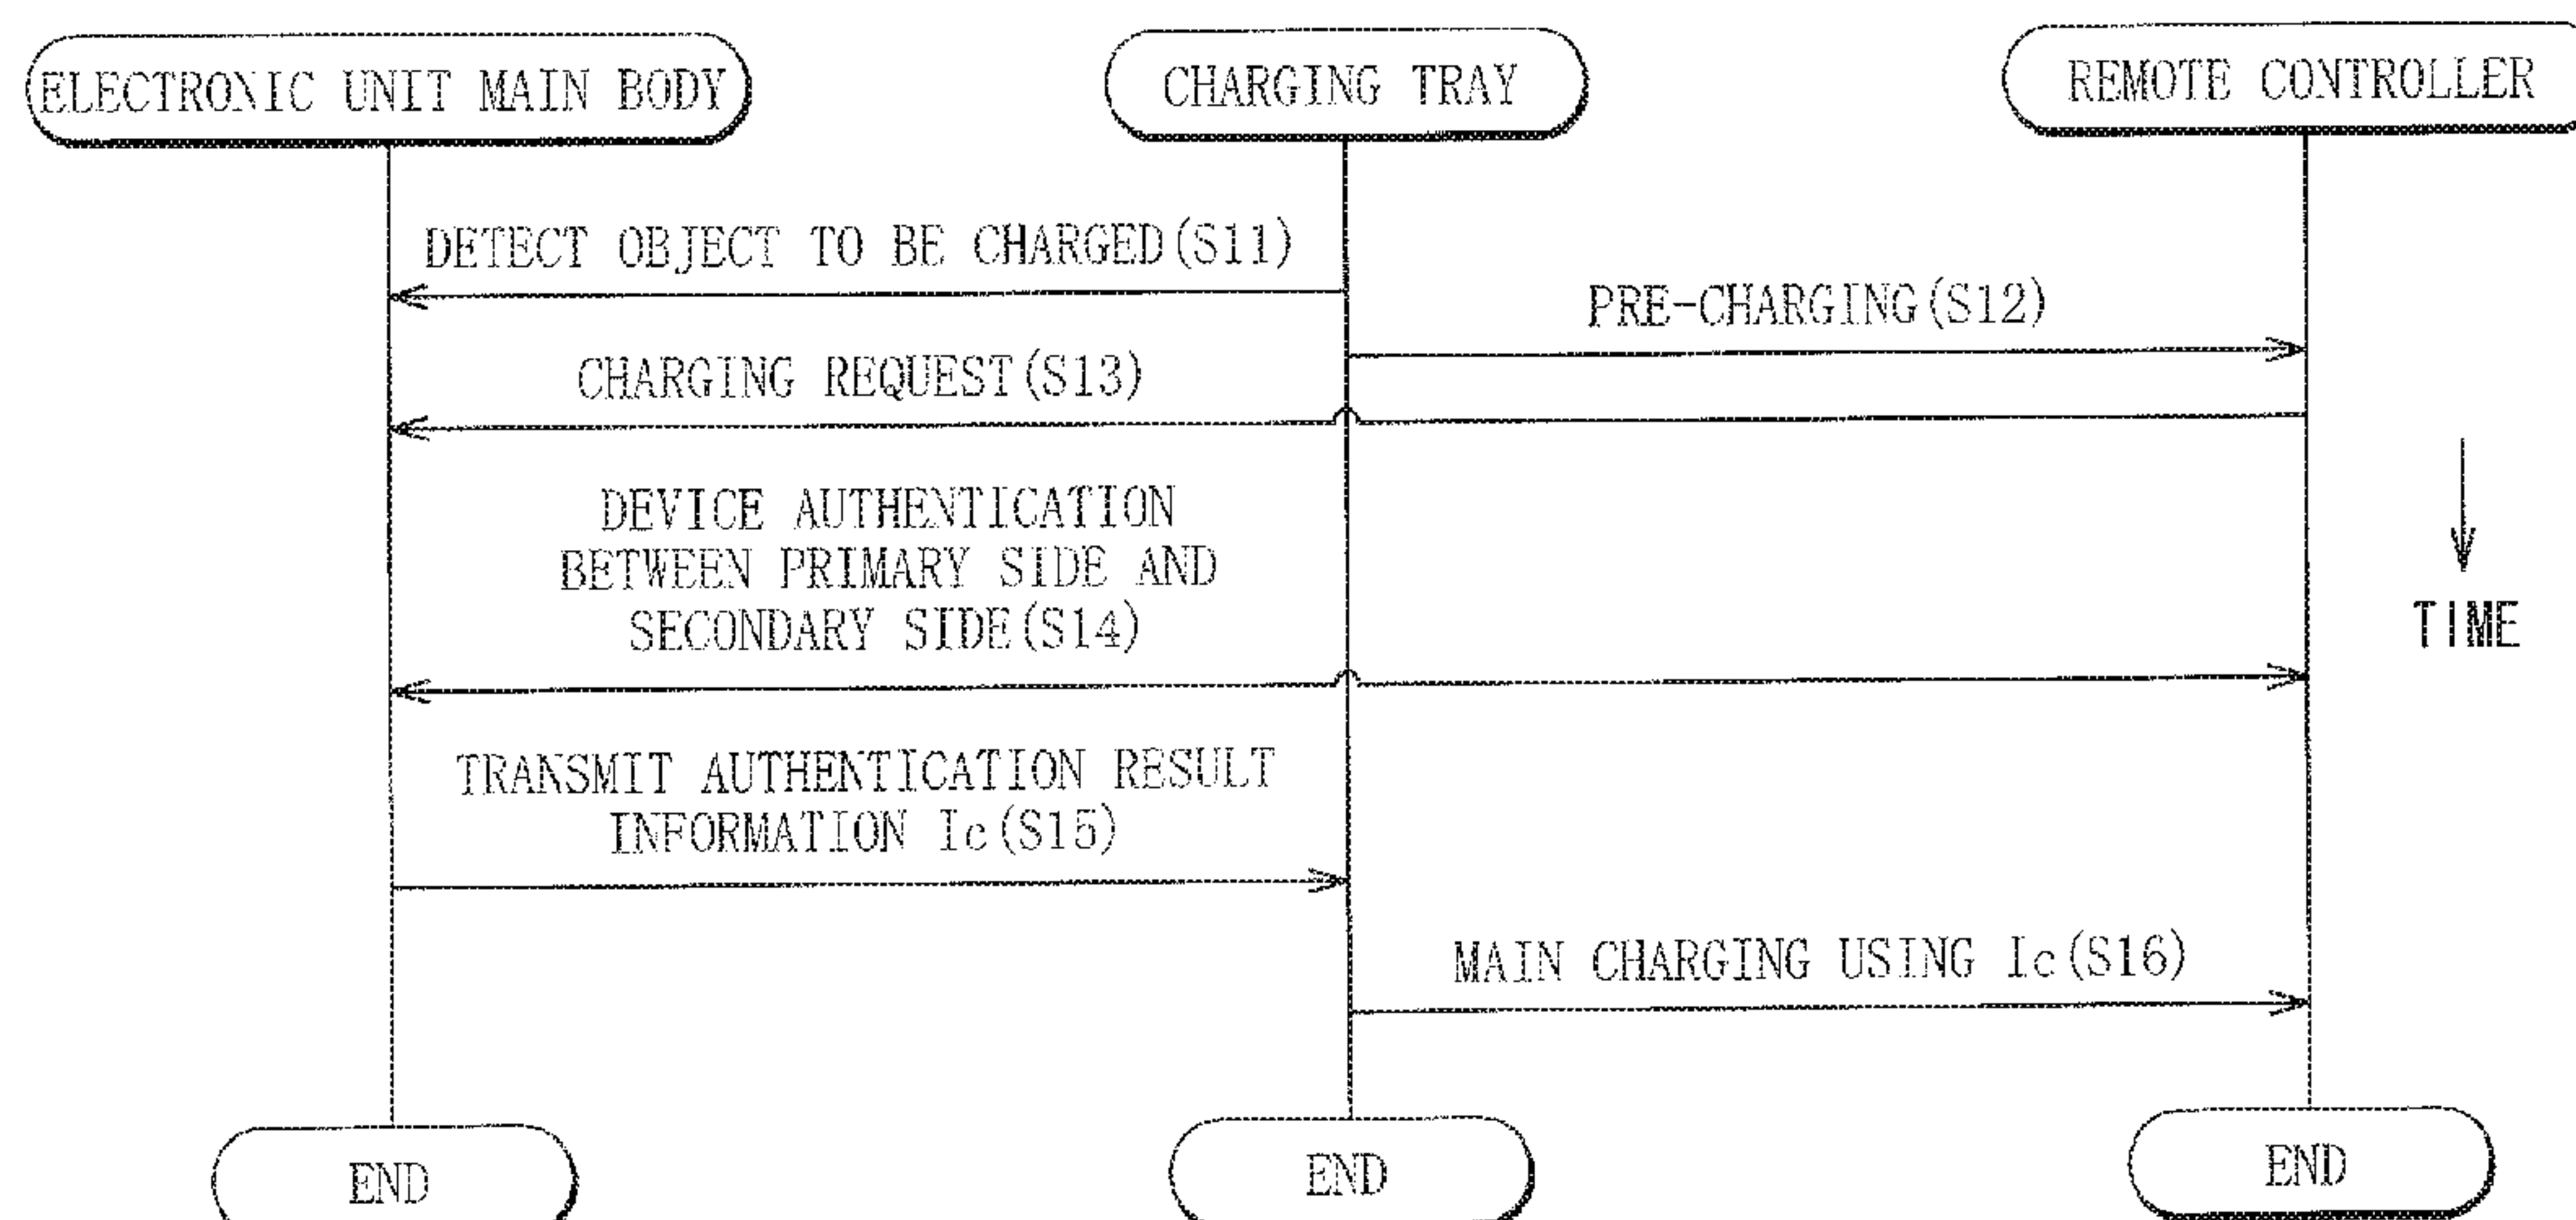 ELECTRONIC UNIT MAIN BODY
CHARGING TRAY
REMOTE CONTROLLER
DETECT OBJECT TO BE CHARGED(S11)
PRE-CHARGING(S12)
CHARGING REQUEST(S13)
DEVICE AUTHENTICATION
BETWEEN PRIMARY SIDE AND
SECONDARY SIDE(S14)
TIME
TRANSMIT AUTHENTICATION RESULT
INFORMATION Ic(S15)
MAIN CHARGING USING Ic(S16)
END
END
END